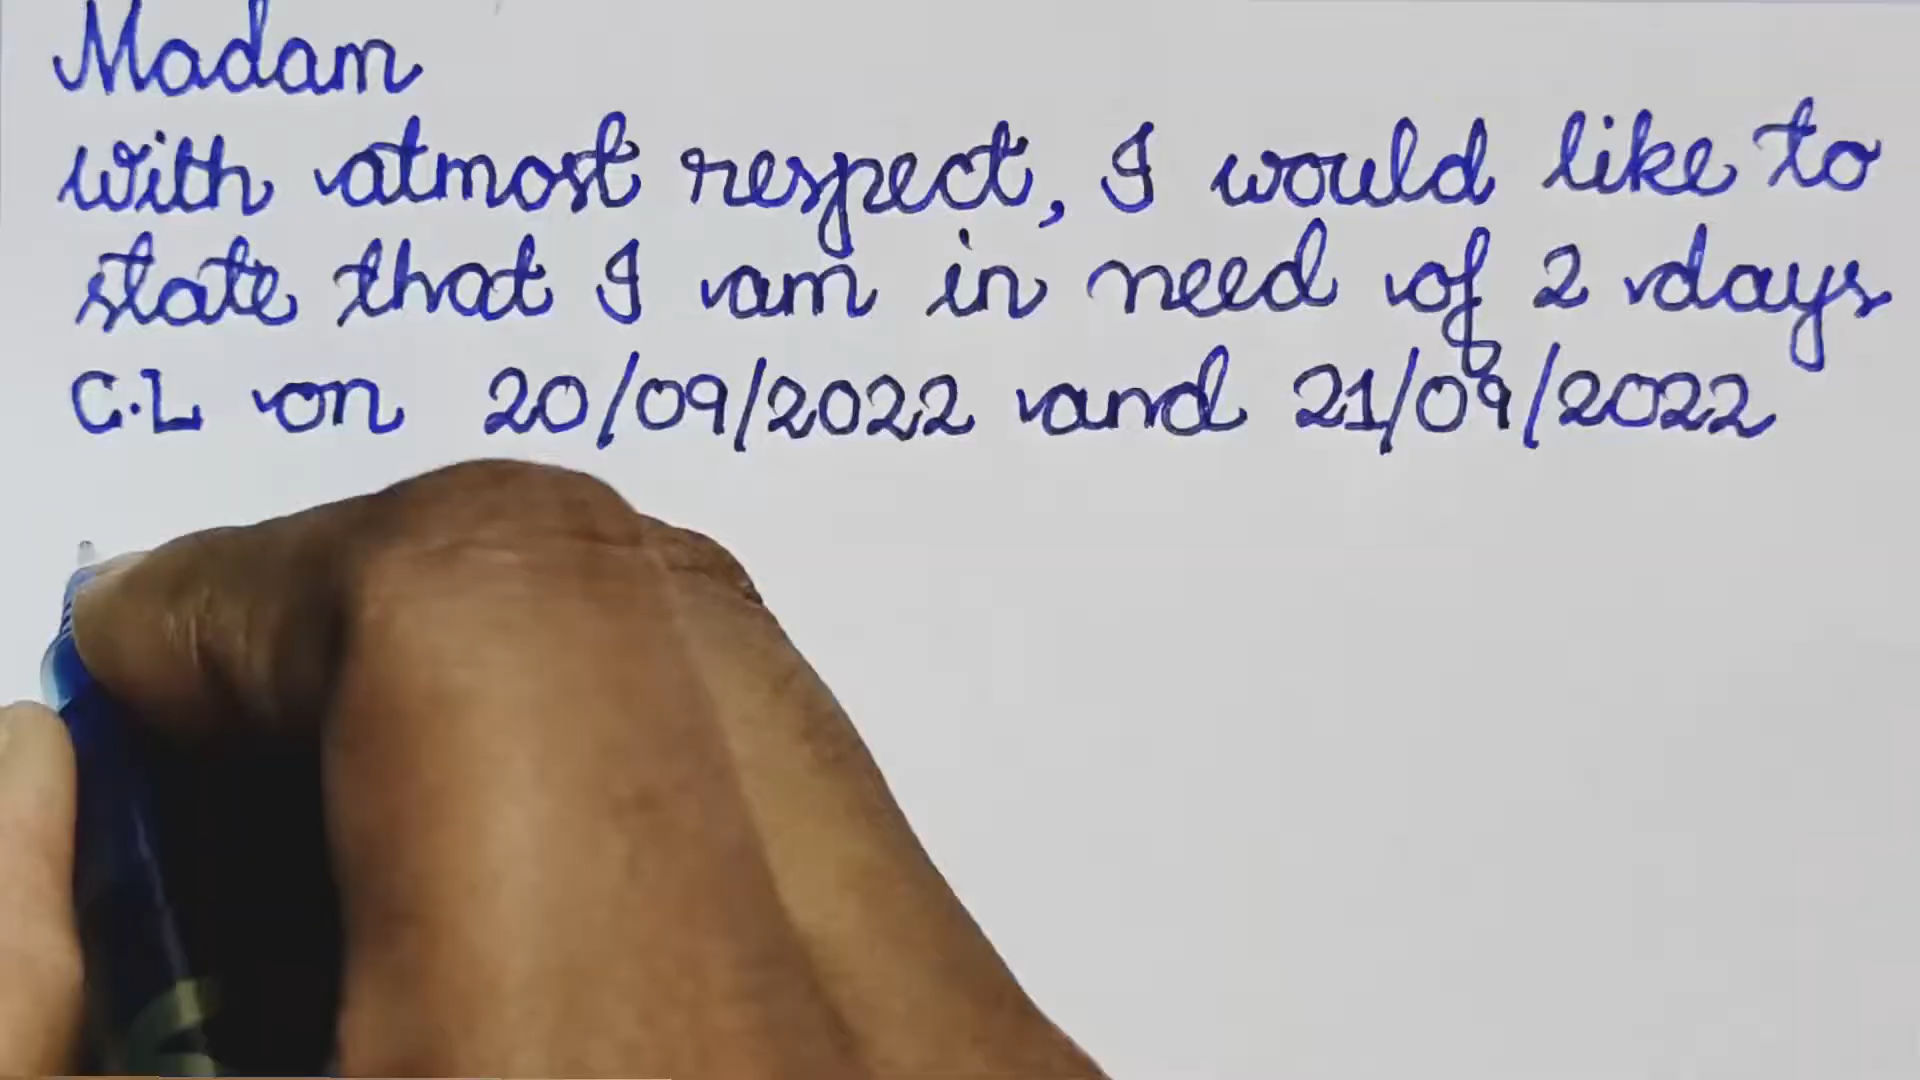 Madam
with atmost respect, I would like to
state that I am in need of 2 days
C.L on 20/09/2022 and 21/09/2022